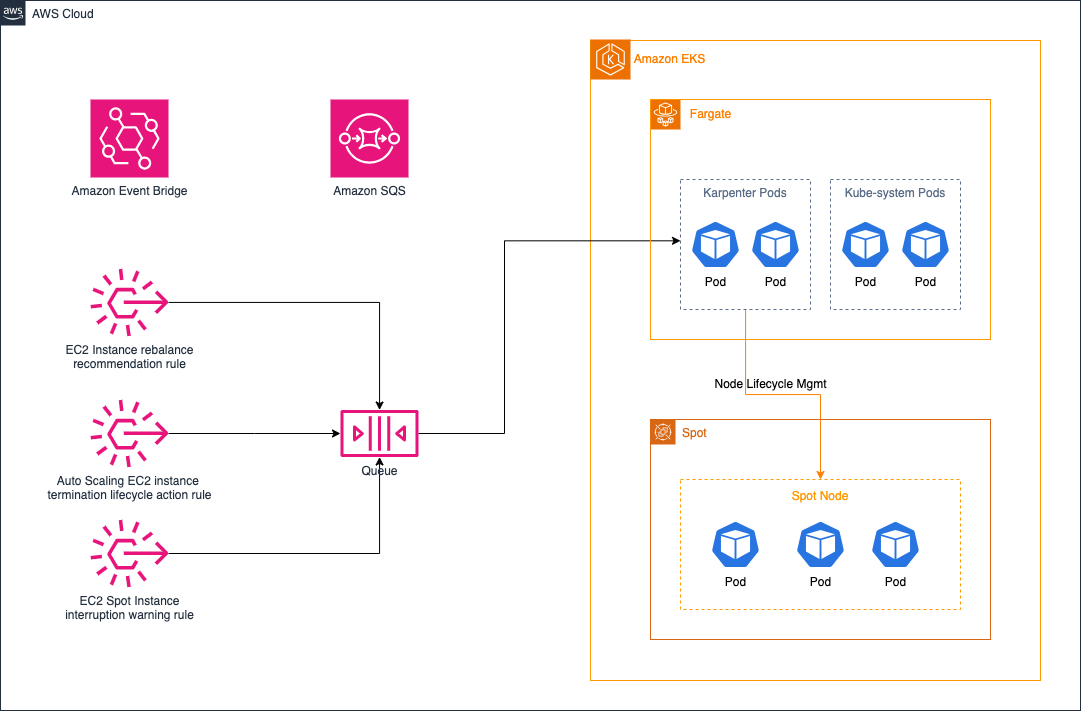 aws
AWS Cloud
Amazon EKS
Fargate
Amazon Event Bridge
Amazon SQS
Karpenter Pods
Kube-system Pods
Pod
Pod
Pod
Pod
EC2 Instance rebalance
recommendation rule
Node Lifecycle Mgmt
Spot
Queue
Auto Scaling EC2 instance
termination lifecycle action rule
Spot Node
Pod
Pod
Pod
EC2 Spot Instance
interruption warning rule